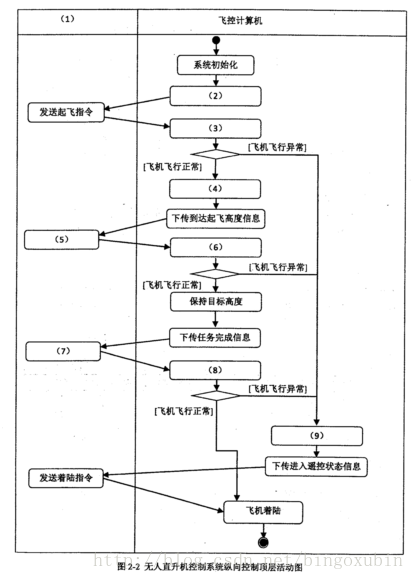 （1）
飞控计算机
系统初始化
（2）
发送起飞指令
（3）
[飞机飞行异常]
[飞机飞行正常]
（4）
下传到达起飞高度信息
（5）
（6）
[飞机飞行正常]
[飞机飞行异常]
保持目标高度
下传任务完成信息
（7）
（8）
[飞机飞行异常]
[飞机飞行正常]
（9）
下传进入遥控状态信息
发送着陆指令
飞机着陆
http://blog.csdn.net/bingoxubin
图 2-2 无人直升机控制系统纵向控制顶层活动图